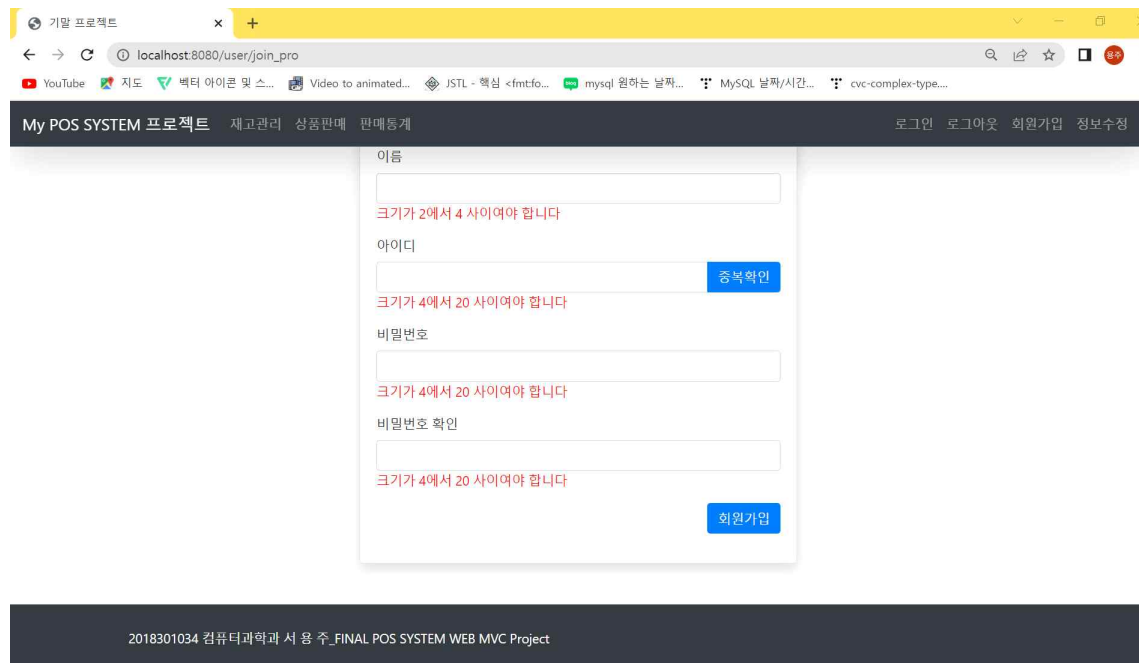 기말 프로젝트
localhost:8080/user/join_pro
용주
YouTube 지도 벡터 아이콘 및 스... Video to animated... JSTL - 핵심 <fmt:fo... blog mysql 원하는 날짜... MySQL 날짜/시간... cvc-complex-type....
My POS SYSTEM 프로젝트 재고관리 상품판매 판매통계 로그인 로그아웃 회원가입 정보수정
이름
크기가 2에서 4 사이여야 합니다
아이디
중복확인
크기가 4에서 20 사이여야 합니다
비밀번호
크기가 4에서 20 사이여야 합니다
비밀번호 확인
크기가 4에서 20 사이여야 합니다
회원가입
2018301034 컴퓨터과학과 서 용 주_FINAL POS SYSTEM WEB MVC Project